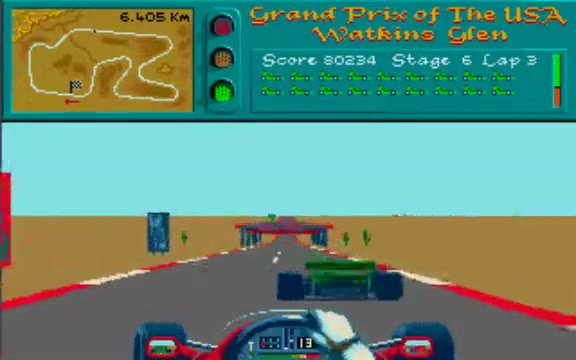 6.405 Km
Grand Prix of The USA
Watkins Glen
Score 80234 Stage 6 Lap 3
13